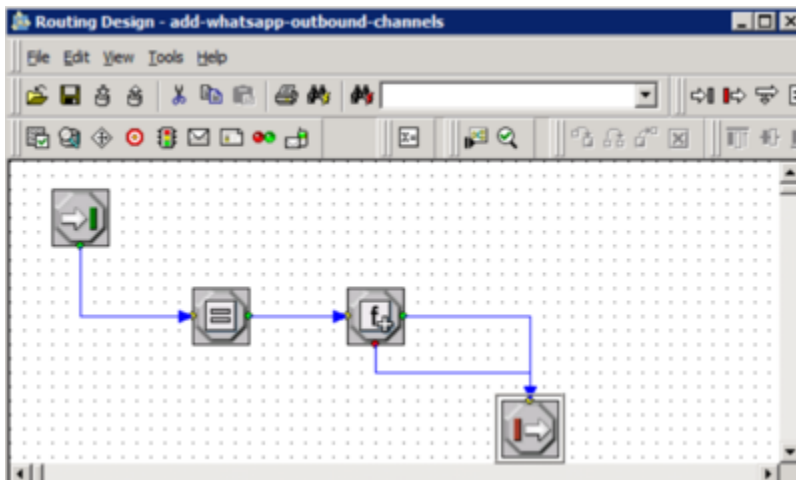 Routing Design - add-whatsapp-outbound-channels
File Edit View Tools Help
f